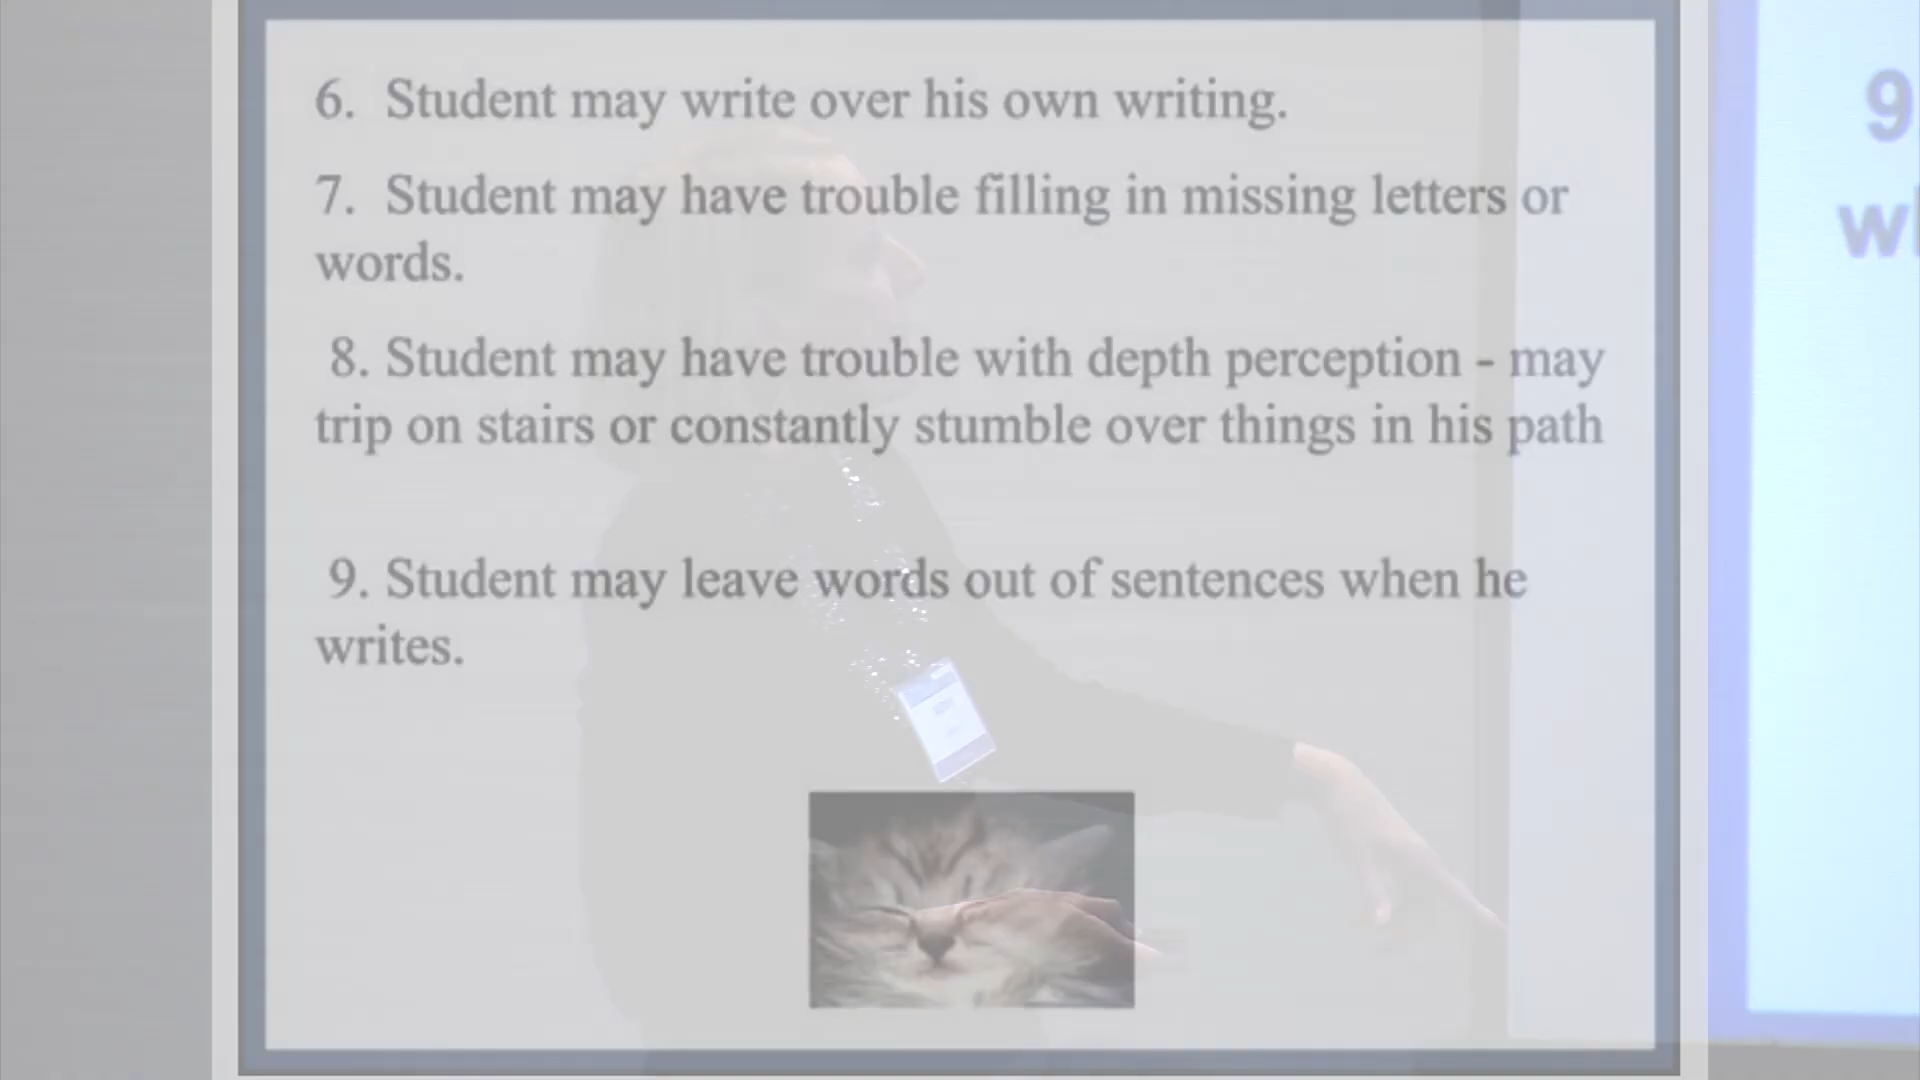 6. Student may write over his own writing.
7. Student may have trouble filling in missing letters or
words.
8. Student may have trouble with depth perception - may
trip on stairs or constantly stumble over things in his path
9. Student may leave words out of sentences when he
writes.
9